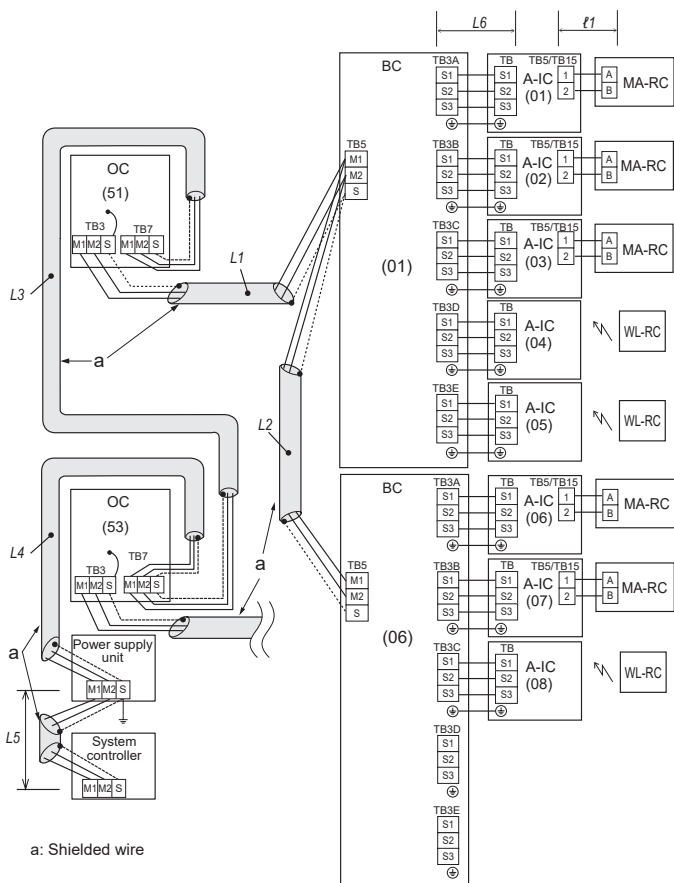 L6
ℓ1
BC
(01)
TB5
M1
M2
S
TB3A
S1
S2
S3
TB
S1
S2
S3
A-IC
(01)
TB5/TB15
1
2
A
B
MA-RC
TB3B
S1
S2
S3
TB
S1
S2
S3
A-IC
(02)
TB5/TB15
1
2
A
B
MA-RC
TB3C
S1
S2
S3
TB
S1
S2
S3
A-IC
(03)
TB5/TB15
1
2
A
B
MA-RC
TB3D
S1
S2
S3
TB
S1
S2
S3
A-IC
(04)
WL-RC
TB3E
S1
S2
S3
TB
S1
S2
S3
A-IC
(05)
WL-RC
OC
(51)
TB3
M1 M2 S
TB7
M1 M2 S
L1
L3
a
L2
BC
(06)
TB5
M1
M2
S
TB3A
S1
S2
S3
TB
S1
S2
S3
A-IC
(06)
TB5/TB15
1
2
A
B
MA-RC
TB3B
S1
S2
S3
TB
S1
S2
S3
A-IC
(07)
TB5/TB15
1
2
A
B
MA-RC
TB3C
S1
S2
S3
TB
S1
S2
S3
A-IC
(08)
WL-RC
TB3D
S1
S2
S3
TB3E
S1
S2
S3
OC
(53)
TB3
M1 M2 S
TB7
M1 M2 S
L4
a
a
Power supply
unit
M1 M2 S
L5
System
controller
M1 M2 S
a: Shielded wire